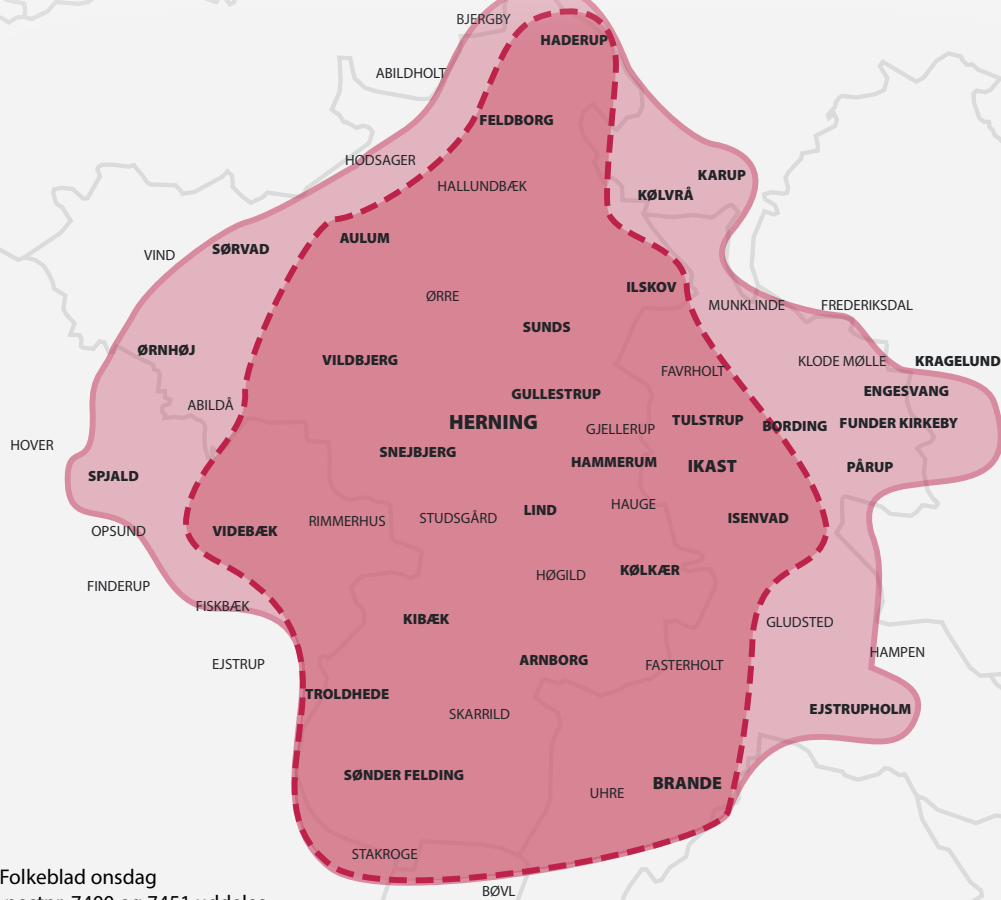 BJERGBY
HADERUP
ABILDHOLT
FELDBORG
HODSAGER
KARUP
HALLUNDBÆK
KØLVRÅ
AULUM
SØRVAD
VIND
ILSKOV
ØRRE
MUNKLINDE
FREDERIKSDAL
SUNDS
ØRNHØJ
VILDBJERG
KLODE MØLLE
KRAGELUND
FAVRHOLT
ENGESVANG
GULLESTRUP
ABILDÅ
HERNING
TULSTRUP
FUNDER KIRKEBY
BORDING
GJELLERUP
HOVER
SNEJBJERG
HAMMERUM
IKAST
PÅRUP
SPJALD
HAUGE
LIND
STUDSGÅRD
ISENVAD
RIMMERHUS
OPSUND
VIDEBÆK
KØLKÆR
HØGILD
FINDERUP
FISKBÆK
KIBÆK
GLUDSTED
HAMPEN
ARNBORG
EJSTRUP
FASTERHOLT
TROLDHEDE
EJSTRUPHOLM
SKARRILD
SØNDER FELDING
BRANDE
UHRE
STAKROGE
Folkeblad onsdag
BØVL